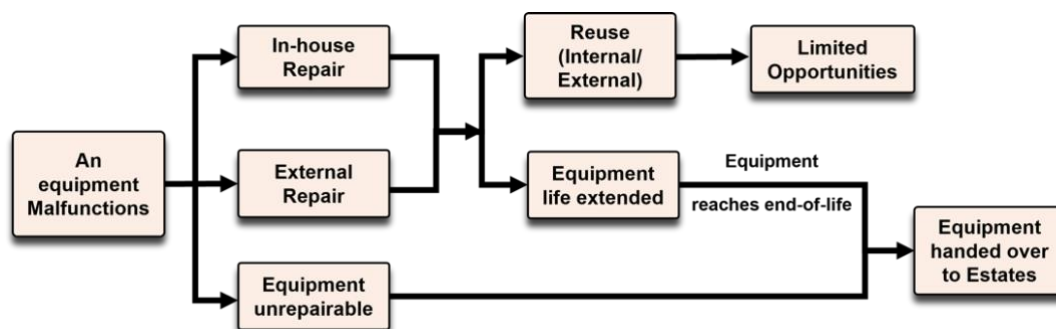 An
equipment
Malfunctions
In-house
Repair
External
Repair
Equipment
unrepairable
Reuse
(Internal/
External)
Limited
Opportunities
Equipment
life extended
Equipment
reaches end-of-life
Equipment
handed over
to Estates